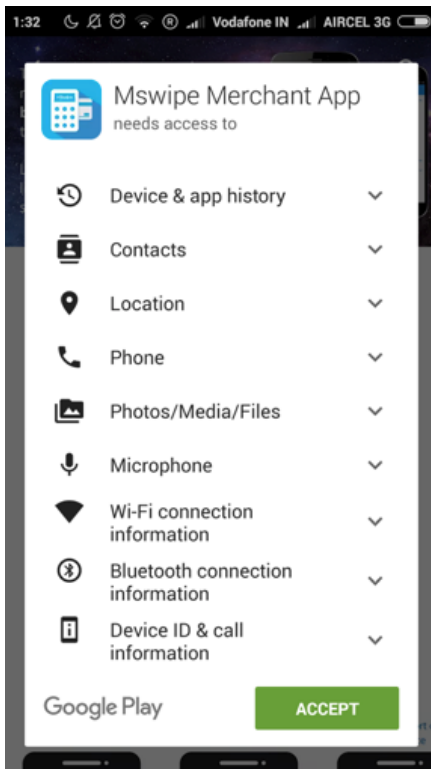 1:32 Vodafone IN AIRCEL 3G
Mswipe Merchant App
needs access to
Device & app history
Contacts
Location
Phone
Photos/Media/Files
Microphone
Wi-Fi connection
information
Bluetooth connection
information
Device ID & call
information
Google Play
ACCEPT